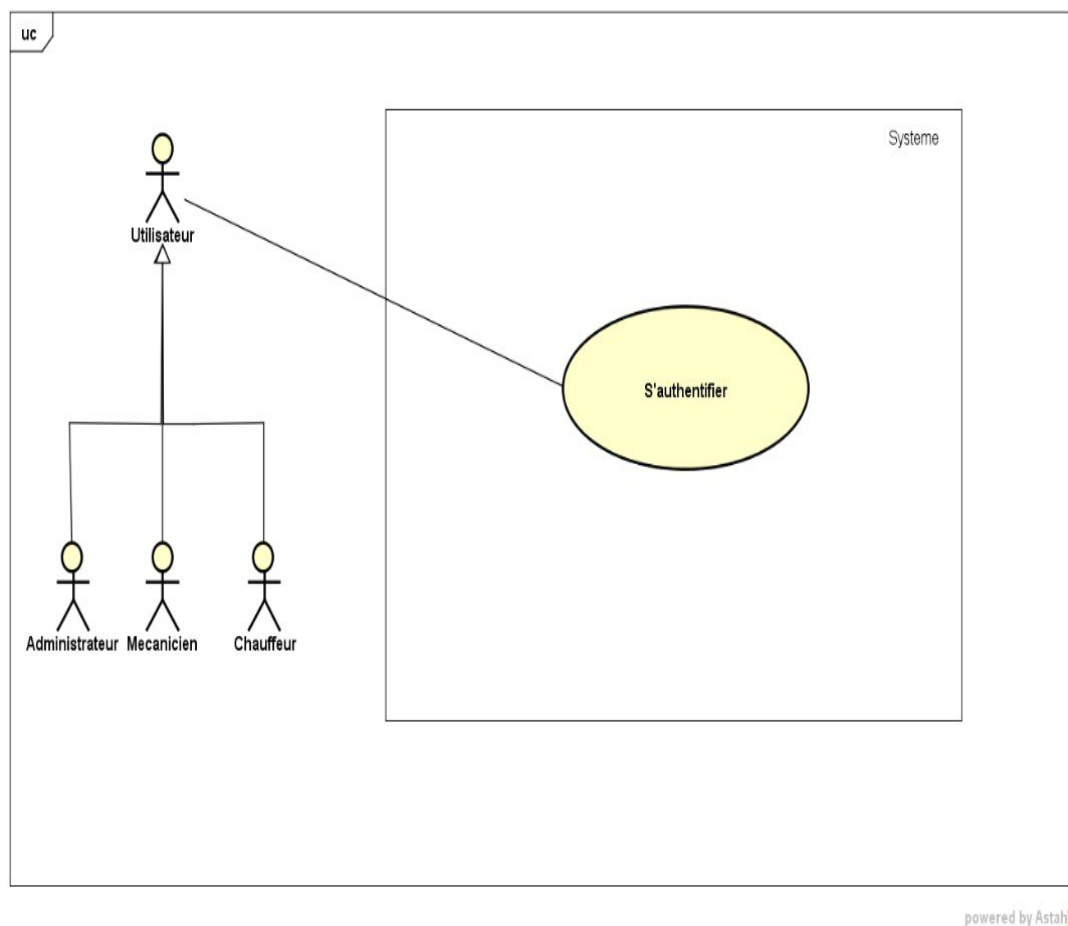 uc
Systeme
Utilisateur
S'authentifier
Administrateur
Mecanicien
Chauffeur
powered by Astah